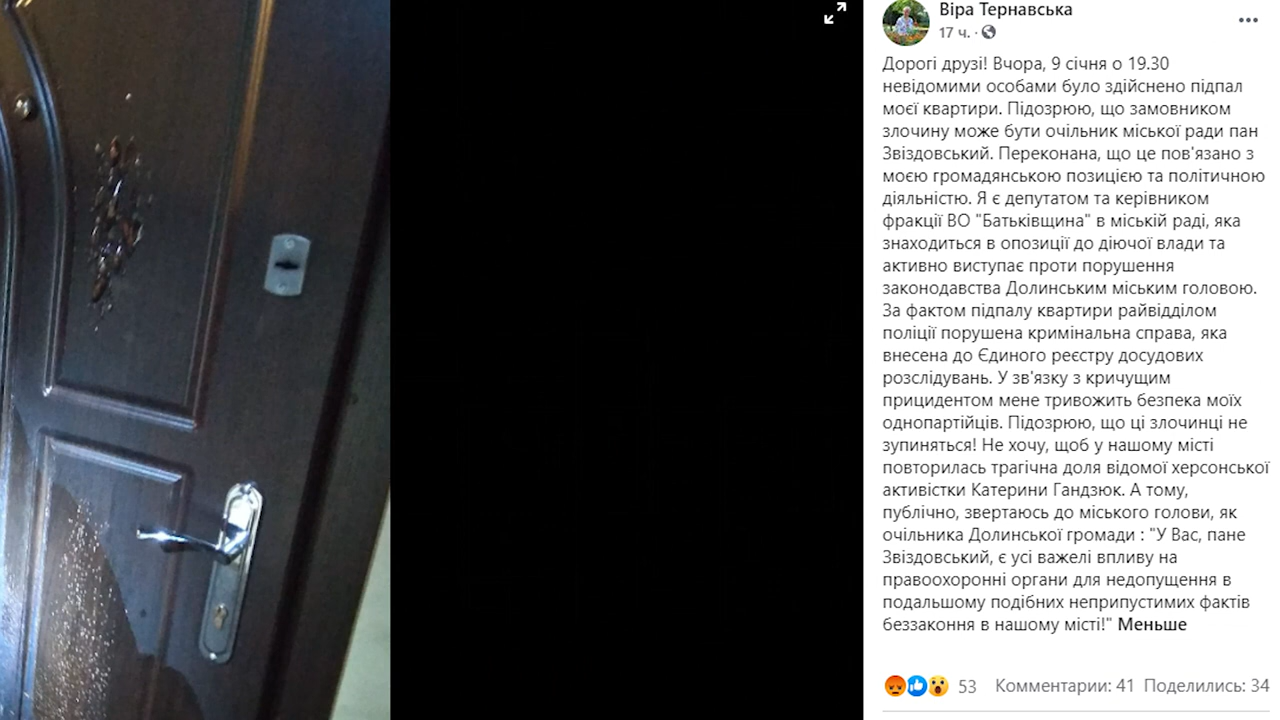 Віра Тернавська
17 ч.
Дорогі друзі! Вчора, 9 січня о 19.30
невідомими особами було здійснено підпал
моєї квартири. Підозрюю, що замовником
злочину може бути очільник міської ради пан
Звіздовський. Переконана, що це пов'язано з
моєю громадянською позицією та політичною
діяльністю. Я є депутатом та керівником
фракції ВО "Батьківщина" в міській раді, яка
знаходиться в опозиції до діючої влади та
активно виступає проти порушення
законодавства Долинським міським головою.
За фактом підпалу квартири райвідділом
поліції порушена кримінальна справа, яка
внесена до Єдиного реєстру досудових
розслідувань. У зв'язку з кричущим
прицидентом мене тривожить безпека моїх
однопартійців. Підозрюю, що ці злочинці не
зупиняться! Не хочу, щоб у нашому місті
повторилась трагічна доля відомої херсонської
активістки Катерини Гандзюк. А тому,
публічно, звертаюсь до міського голови, як
очільника Долинської громади : "У Вас, пане
Звіздовський, є усі важелі впливу на
правоохоронні органи для недопущення в
подальшому подібних неприпустимих фактів
беззаконня в нашому місті!" Меньше
53 Комментарии: 41 Поделились: 34